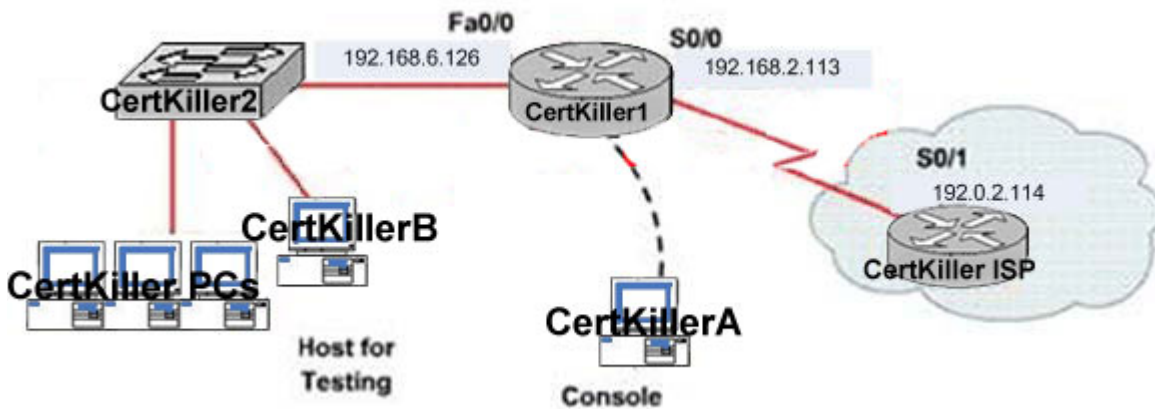 Fa0/0
S0/0
192.168.6.126
192.168.2.113
CertKiller2
CertKiller1
S0/1
192.0.2.114
CertKillerB
CertKiller ISP
CertKiller PCs
CertKillerA
Host for
Testing
Console